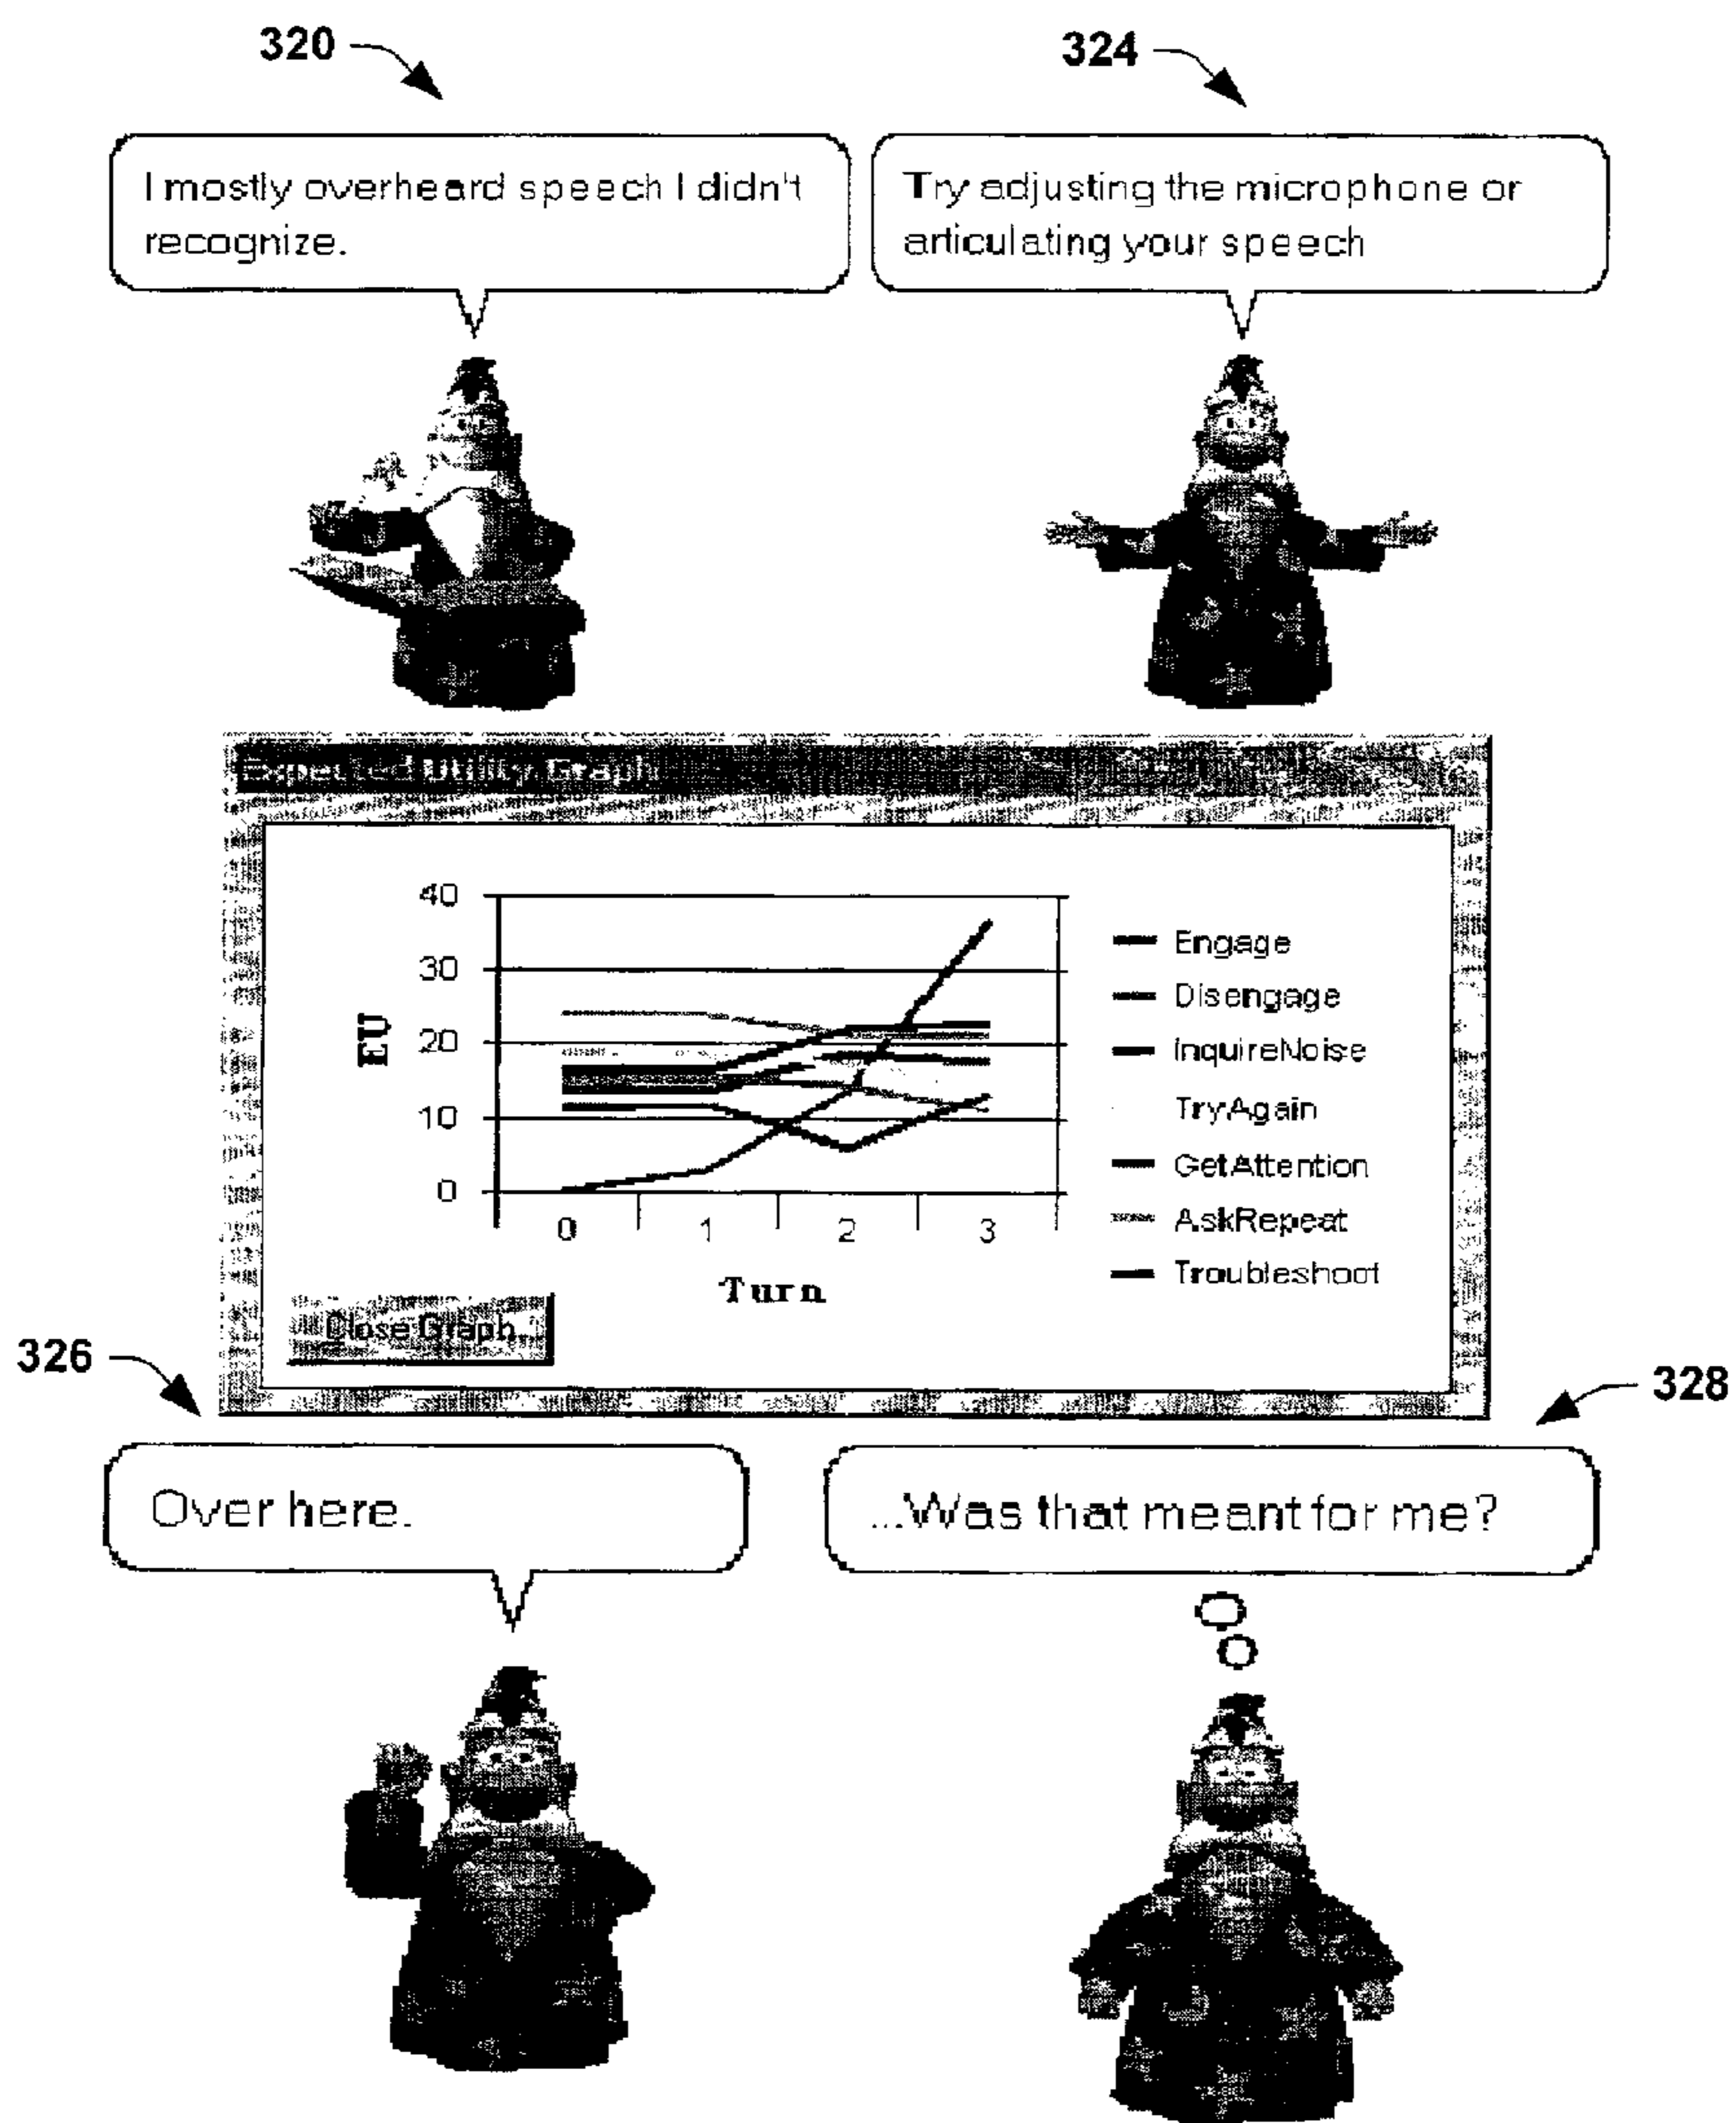 320
324
I mostly overheard speech I didn't
recognize.
Try adjusting the microphone or
articulating your speech
Expected Utility Graph
40
30
20
10
0
EU
0 1 2 3
Turn
Engage
Disengage
InquireNoise
TryAgain
GetAttention
AskRepeat
Troubleshoot
Close Graph
326
328
Over here.
...Was that meant for me?